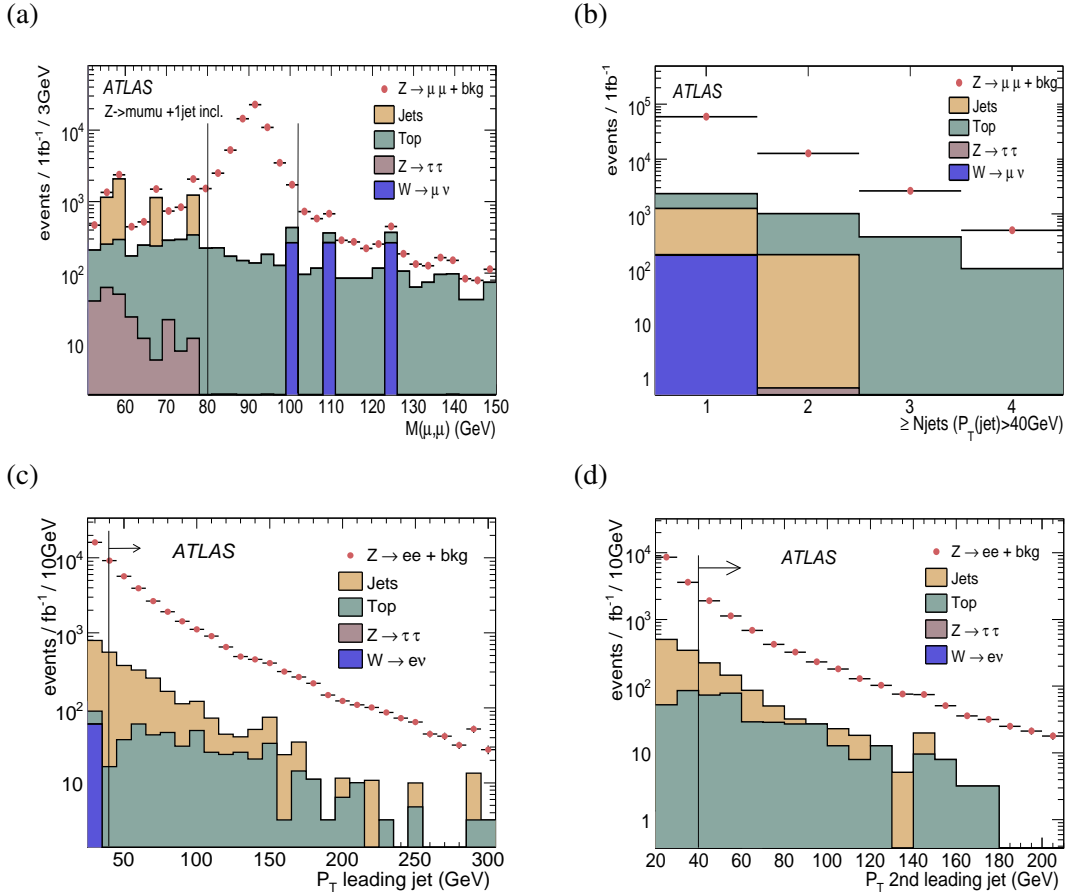 (a)
events / 1fb⁻¹ / 3GeV
ATLAS
Z->mumu +1jet incl.
Z → μ μ + bkg
Jets
Top
Z → τ τ
W → μ ν
10⁴
10³
10²
10
60 70 80 90 100 110 120 130 140 150
M(μ,μ) (GeV)
(b)
events / 1fb⁻¹
ATLAS
Z → μ μ + bkg
Jets
Top
Z → τ τ
W → μ ν
10⁵
10⁴
10³
10²
10
1
1 2 3 4
≥ Njets (P_T(jet)>40GeV)
(c)
events / fb⁻¹ / 10GeV
ATLAS
Z → ee + bkg
Jets
Top
Z → τ τ
W → eν
10⁴
10³
10²
10
50 100 150 200 250 300
P_T leading jet (GeV)
(d)
events / fb⁻¹ / 10GeV
ATLAS
Z → ee + bkg
Jets
Top
Z → τ τ
W → eν
10⁴
10³
10²
10
1
20 40 60 80 100 120 140 160 180 200
P_T 2nd leading jet (GeV)